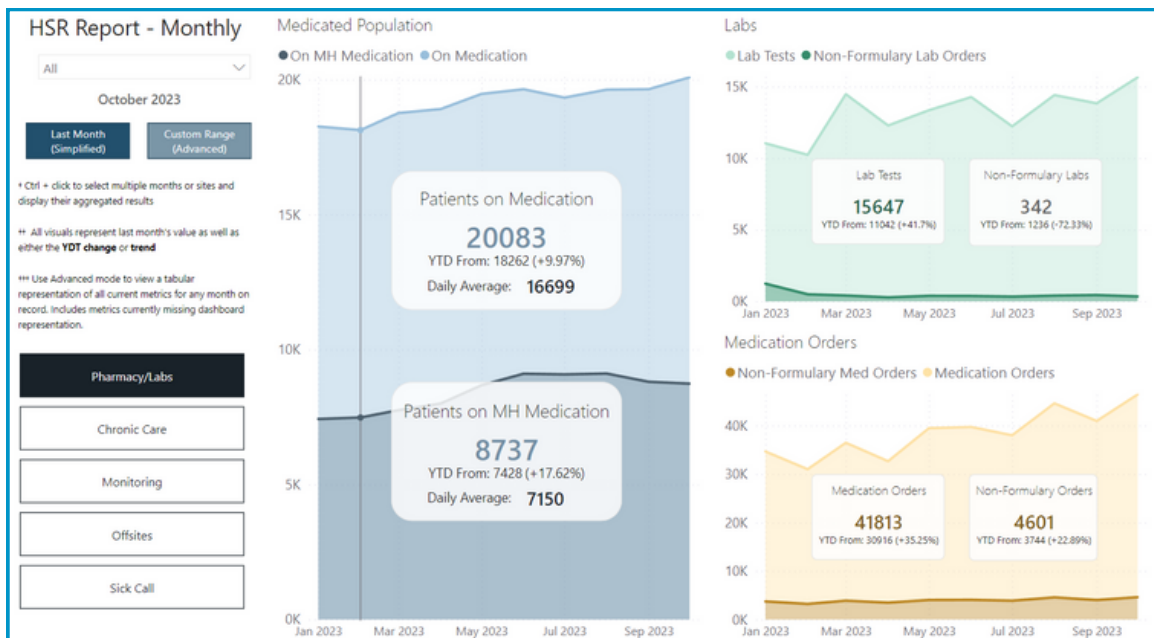 HSR Report - Monthly
All
October 2023
Last Month
(Simplified)
Custom Range
(Advanced)
⁺ Ctrl + click to select multiple months or sites and
display their aggregated results
⁺⁺ All visuals represent last month's value as well as
either the YDT change or trend
⁺⁺⁺ Use Advanced mode to view a tabular
representation of all current metrics for any month on
record. Includes metrics currently missing dashboard
representation.
Pharmacy/Labs
Chronic Care
Monitoring
Offsites
Sick Call
Medicated Population
On MH Medication On Medication
20K
15K
10K
5K
0K
Patients on Medication
20083
YTD From: 18262 (+9.97%)
Daily Average: 16699
Patients on MH Medication
8737
YTD From: 7428 (+17.62%)
Daily Average: 7150
Jan 2023 Mar 2023 May 2023 Jul 2023 Sep 2023
Labs
Lab Tests Non-Formulary Lab Orders
15K
10K
5K
0K
Lab Tests
15647
YTD From: 11042 (+41.7%)
Non-Formulary Labs
342
YTD From: 1236 (-72.33%)
Jan 2023 Mar 2023 May 2023 Jul 2023 Sep 2023
Medication Orders
Non-Formulary Med Orders Medication Orders
40K
30K
20K
10K
0K
Medication Orders
41813
YTD From: 30916 (+35.25%)
Non-Formulary Orders
4601
YTD From: 3744 (+22.89%)
Jan 2023 Mar 2023 May 2023 Jul 2023 Sep 2023